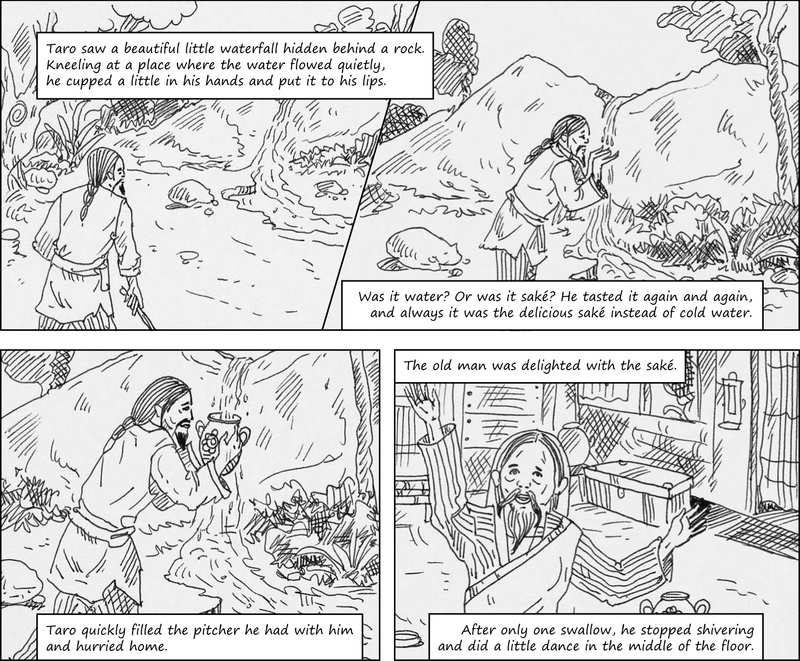 Taro saw a beautiful little waterfall hidden behind a rock.
Kneeling at a place where the water flowed quietly,
he cupped a little in his hands and put it to his lips.
Was it water? Or was it saké? He tasted it again and again,
and always it was the delicious saké instead of cold water.
Taro quickly filled the pitcher he had with him
and hurried home.
The old man was delighted with the saké.
After only one swallow, he stopped shivering
and did a little dance in the middle of the floor.